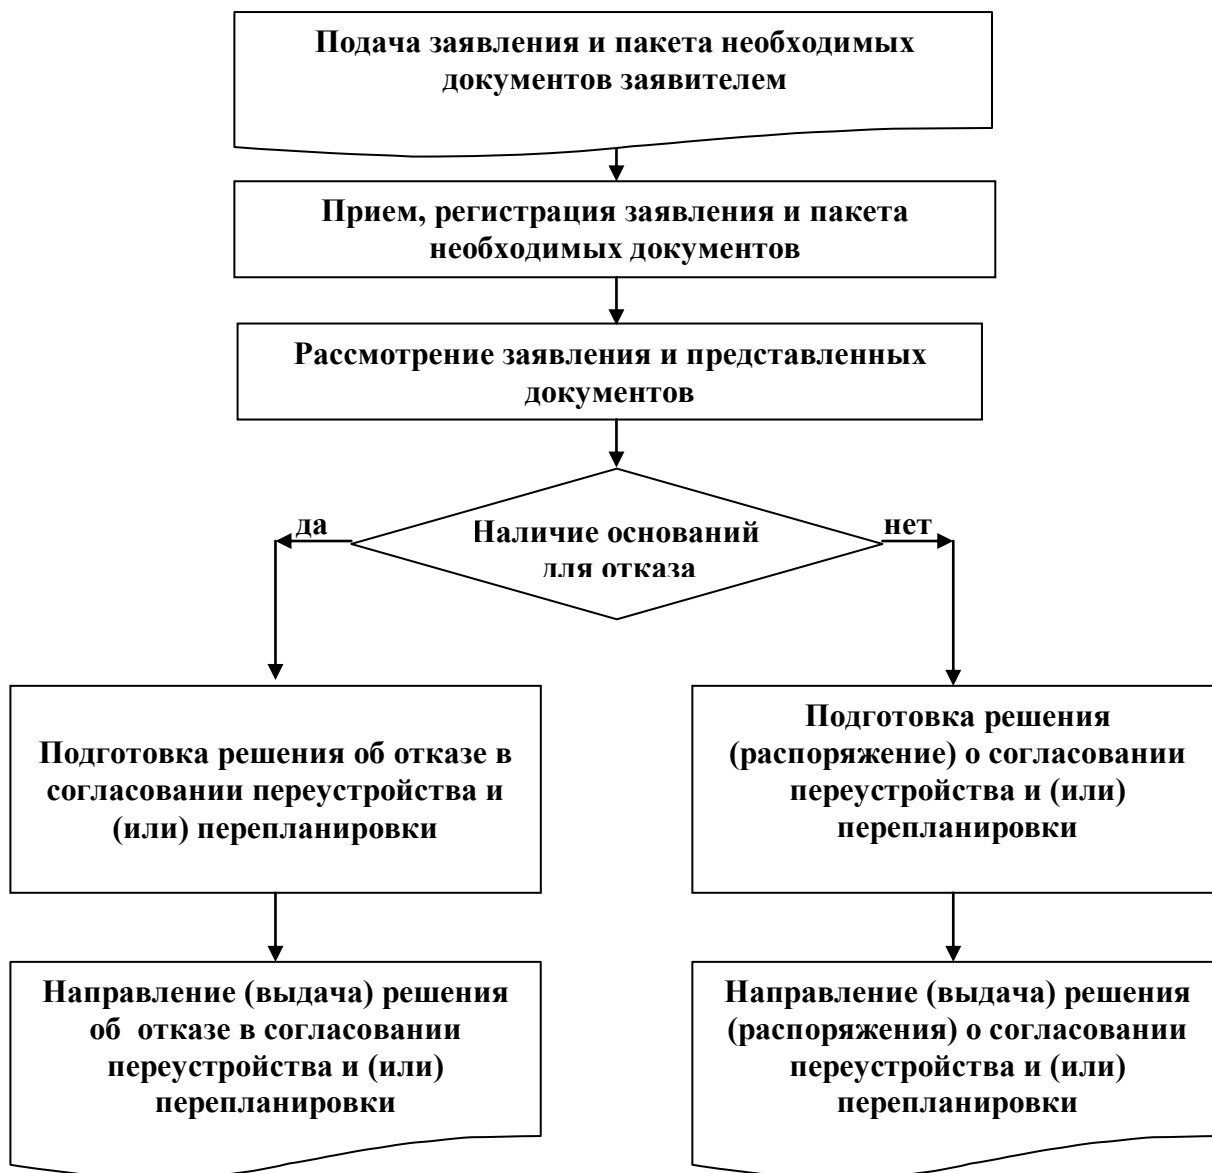 Подача заявления и пакета необходимых
документов заявителем
Прием, регистрация заявления и пакета
необходимых документов
Рассмотрение заявления и представленных
документов
да
Наличие оснований
для отказа
нет
Подготовка решения об отказе в
согласовании переустройства и
(или) перепланировки
Подготовка решения
(распоряжение) о согласовании
переустройства и (или)
перепланировки
Направление (выдача) решения
об отказе в согласовании
переустройства и (или)
перепланировки
Направление (выдача) решения
(распоряжения) о согласовании
переустройства и (или)
перепланировки